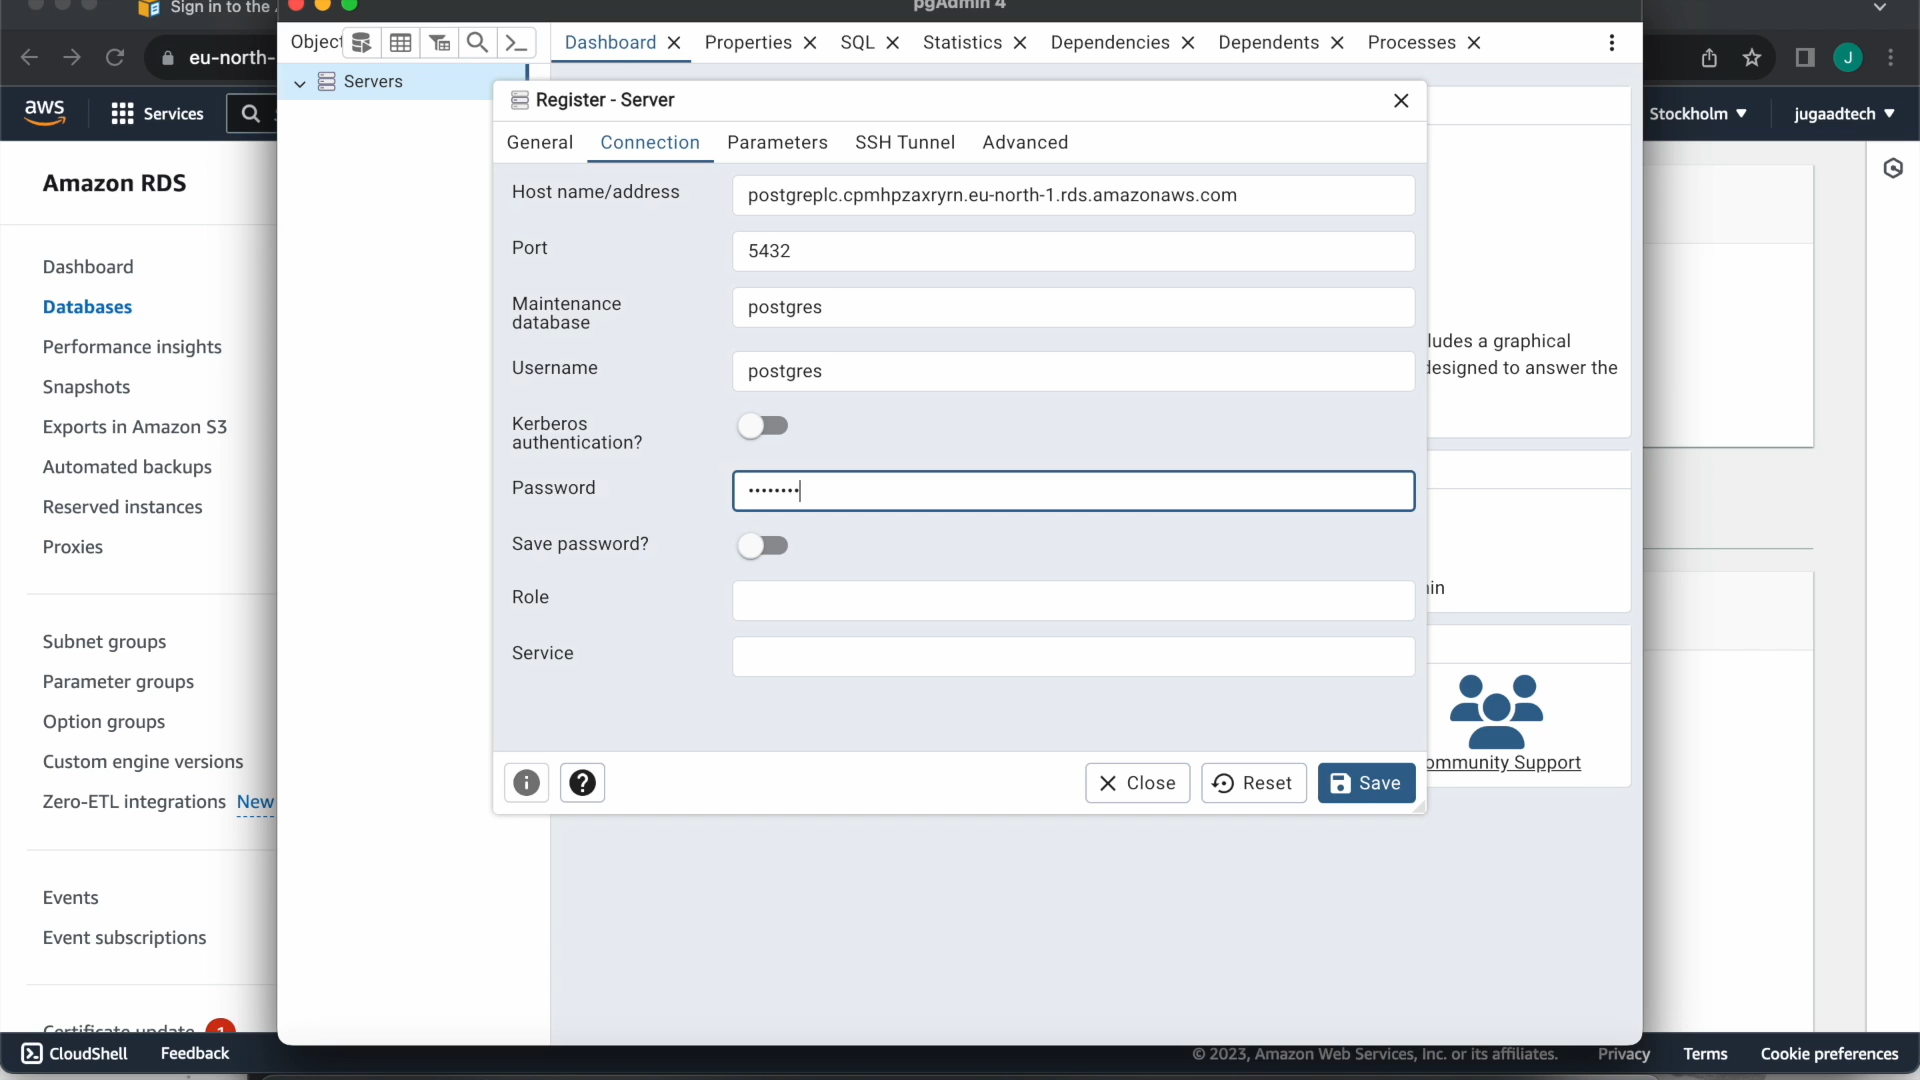 Sign in to the
pgAdmin 4
eu-north-
J
aws
Services
Stockholm
jugaadtech
Amazon RDS
Dashboard
Databases
Performance insights
Snapshots
Exports in Amazon S3
Automated backups
Reserved instances
Proxies
Subnet groups
Parameter groups
Option groups
Custom engine versions
Zero-ETL integrations New
Events
Event subscriptions
Certificate update 1
Object
Dashboard
Properties
SQL
Statistics
Dependencies
Dependents
Processes
Servers
Register - Server
General
Connection
Parameters
SSH Tunnel
Advanced
Host name/address
postgreplc.cpmhpzaxryrn.eu-north-1.rds.amazonaws.com
Port
5432
Maintenance
database
postgres
Username
postgres
Kerberos
authentication?
Password
••••••••
Save password?
Role
Service
Close
Reset
Save
ludes a graphical
designed to answer the
in
ommunity Support
CloudShell
Feedback
© 2023, Amazon Web Services, Inc. or its affiliates.
Privacy
Terms
Cookie preferences